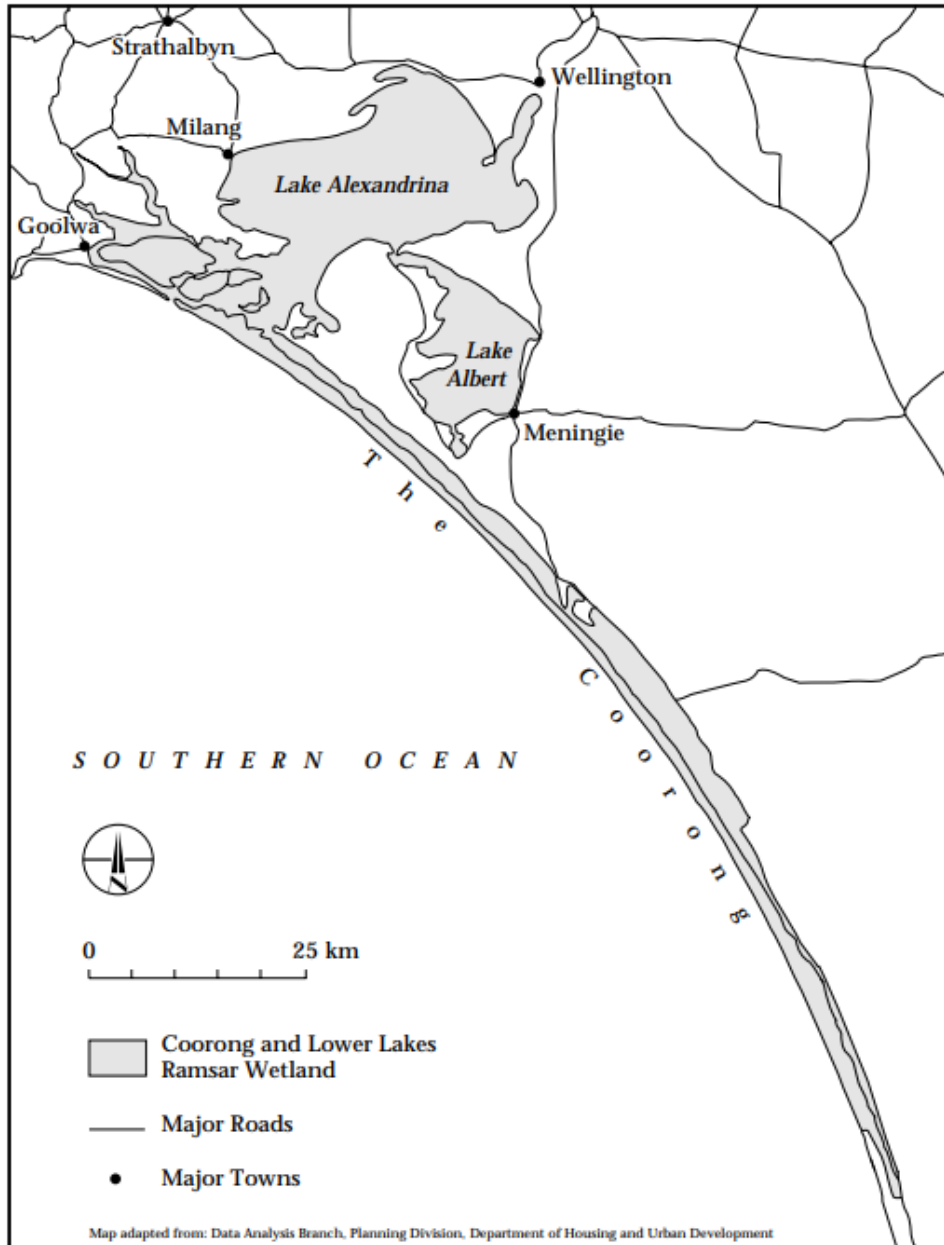 Strathalbyn
Wellington
Milang
Lake Alexandrina
Goolwa
Lake
Albert
Meningie
The
Coorong
SOUTHERN OCEAN
N
0 25 km
Coorong and Lower Lakes
Ramsar Wetland
Major Roads
Major Towns
Map adapted from: Data Analysis Branch, Planning Division, Department of Housing and Urban Development